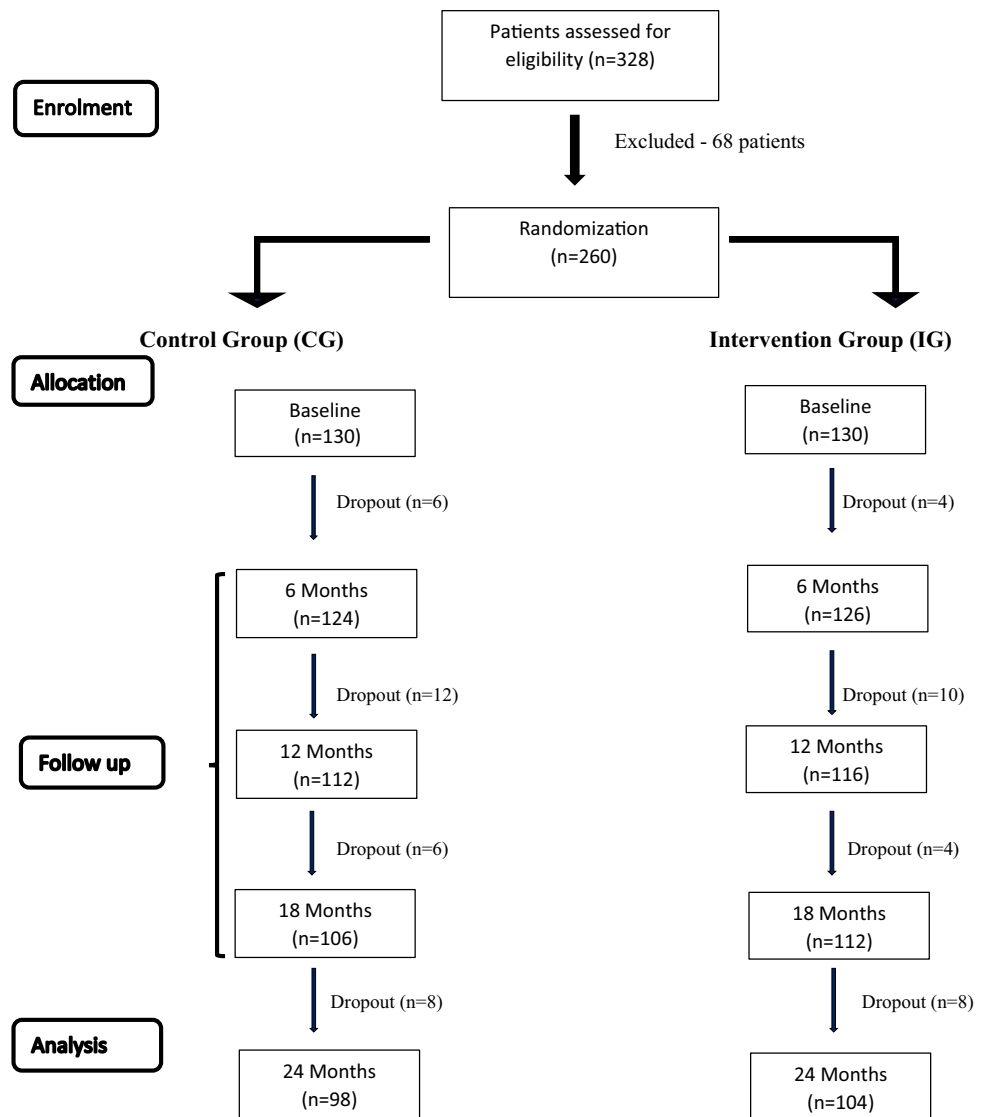 Patients assessed for
eligibility (n=328)
Enrolment
Excluded - 68 patients
Randomization
(n=260)
Control Group (CG)
Intervention Group (IG)
Allocation
Baseline
(n=130)
Baseline
(n=130)
Dropout (n=6)
Dropout (n=4)
6 Months
(n=124)
6 Months
(n=126)
Dropout (n=12)
Dropout (n=10)
Follow up
12 Months
(n=112)
12 Months
(n=116)
Dropout (n=6)
Dropout (n=4)
18 Months
(n=106)
18 Months
(n=112)
Dropout (n=8)
Dropout (n=8)
Analysis
24 Months
(n=98)
24 Months
(n=104)